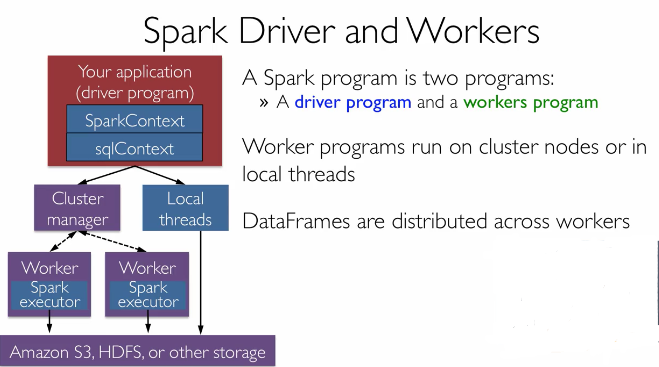 Spark Driver and Workers
Your application
(driver program)
SparkContext
sqlContext
Cluster
manager
Local
threads
Worker
Spark
executor
Worker
Spark
executor
Amazon S3, HDFS, or other storage
A Spark program is two programs:
» A driver program and a workers program
Worker programs run on cluster nodes or in
local threads
DataFrames are distributed across workers